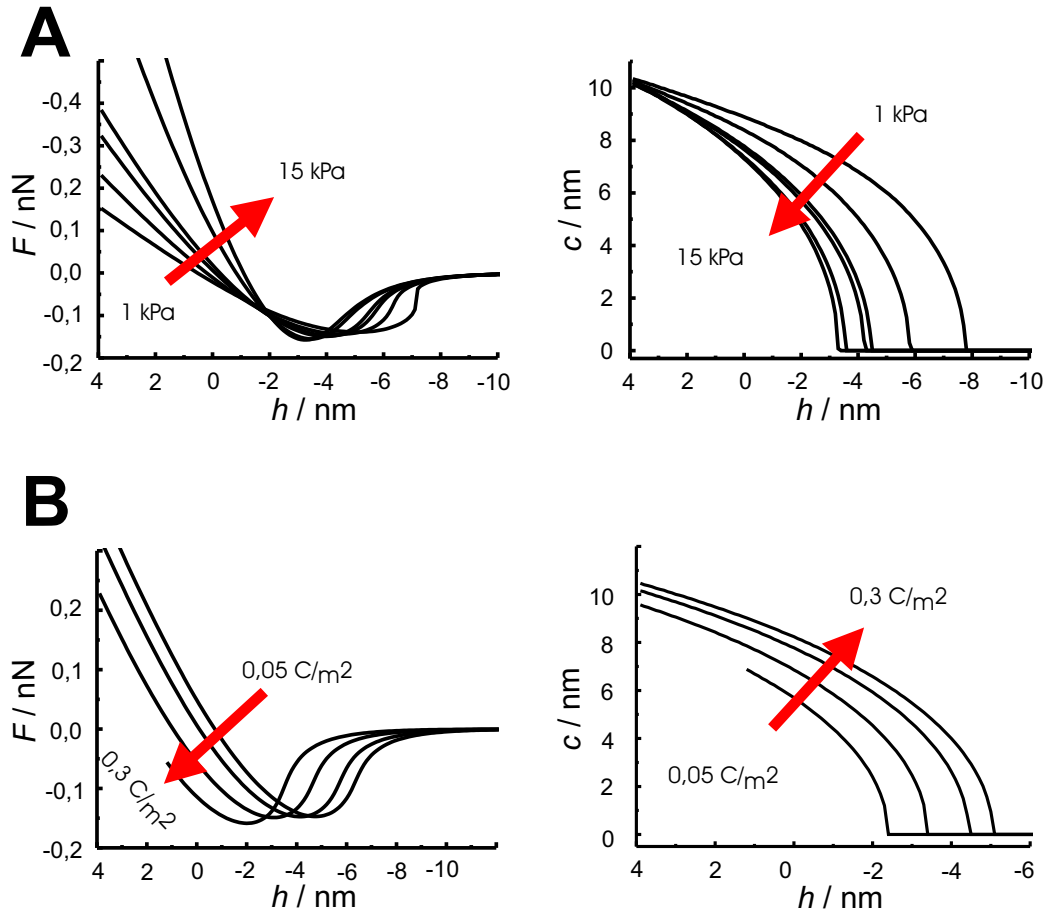 A
F / nN
-0,4
-0,3
0,2
0,1
0,0
-0,1
-0,2
15 kPa
1 kPa
4 2 0 -2 -4 -6 -8 -10
h / nm
c / nm
10
8
6
4
2
0
1 kPa
15 kPa
4 2 0 -2 -4 -6 -8 -10
h / nm
B
F / nN
0,2
0,1
0,0
-0,1
-0,2
0,05 C/m2
0,3 C/m2
4 2 0 -2 -4 -6 -8 -10
h / nm
c / nm
10
8
6
4
2
0
0,3 C/m2
0,05 C/m2
4 2 0 -2 -4 -6
h / nm